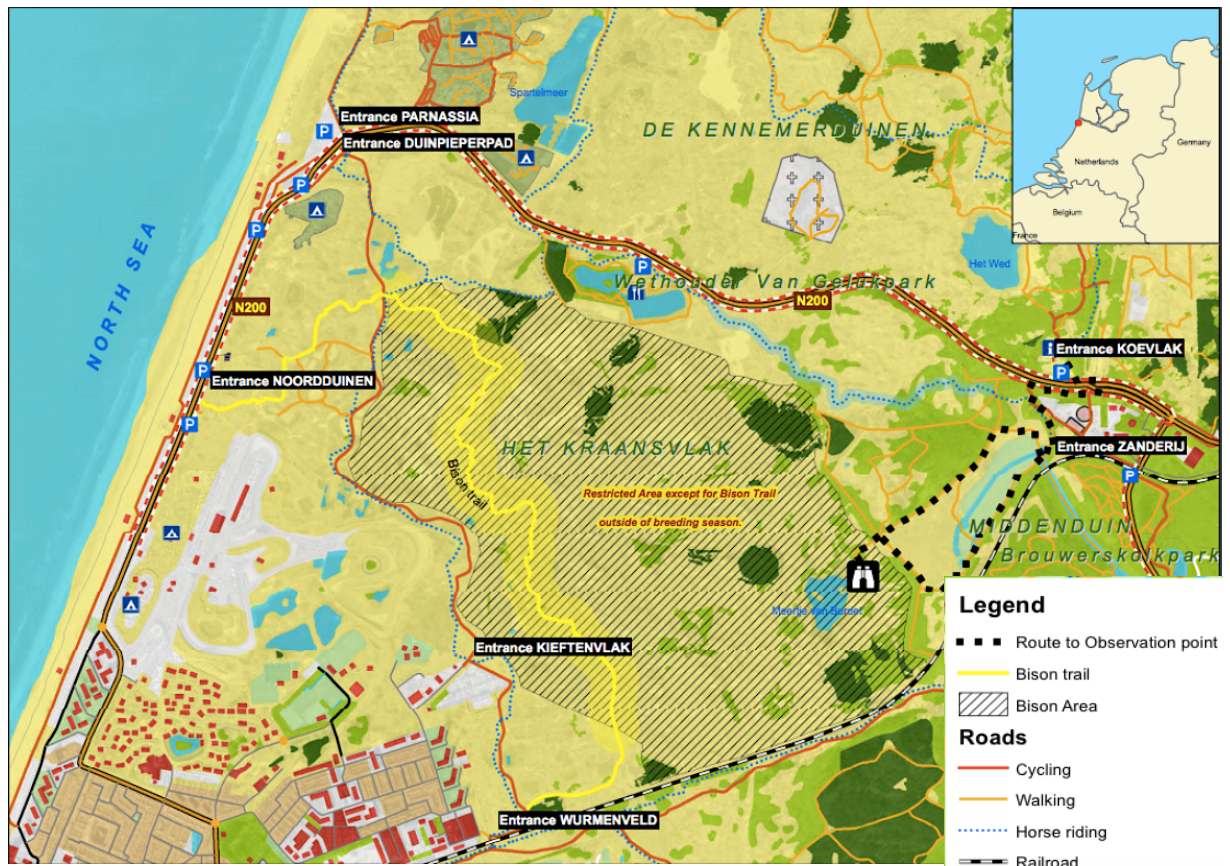 Entrance PARNASSIA
Entrance DUINPIEPERPAD
Spartelmeer
DE KENNEMERDUINEN
Netherlands
Germany
Belgium
France
P
P
P
P
P
P
P
P
NORTH SEA
Wethouder Van Gelukpark
Het Wed
N200
N200
i
Entrance KOEVLAK
Entrance NOORDDUINEN
HET KRAANSVLAK
Entrance ZANDERIJ
Bison trail
Restricted Area except for Bison Trail
outside of breeding season.
MIDDENDUIN
Brouwerskolkpark
Meertje van Burdet
Entrance KIEFTENVLAK
Entrance WURMENVELD
Legend
Route to Observation point
Bison trail
Bison Area
Roads
Cycling
Walking
Horse riding
Railroad